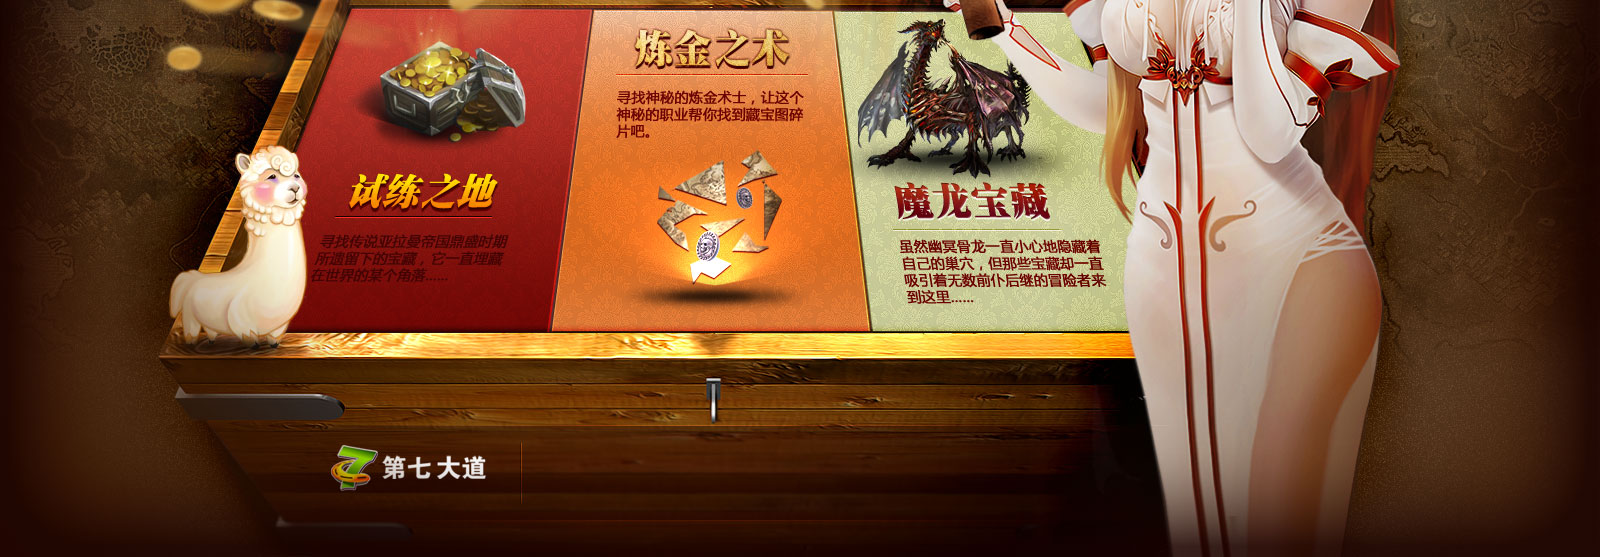 试练之地
寻找传说亚拉曼帝国鼎盛时期
所遗留下的宝藏，它一直埋藏
在世界的某个角落......
炼金之术
寻找神秘的炼金术士，让这个
神秘的职业帮你找到藏宝图碎
片吧。
魔龙宝藏
虽然幽冥骨龙一直小心地隐藏着
自己的巢穴，但那些宝藏却一直
吸引着无数前仆后继的冒险者来
到这里......
7 第七大道